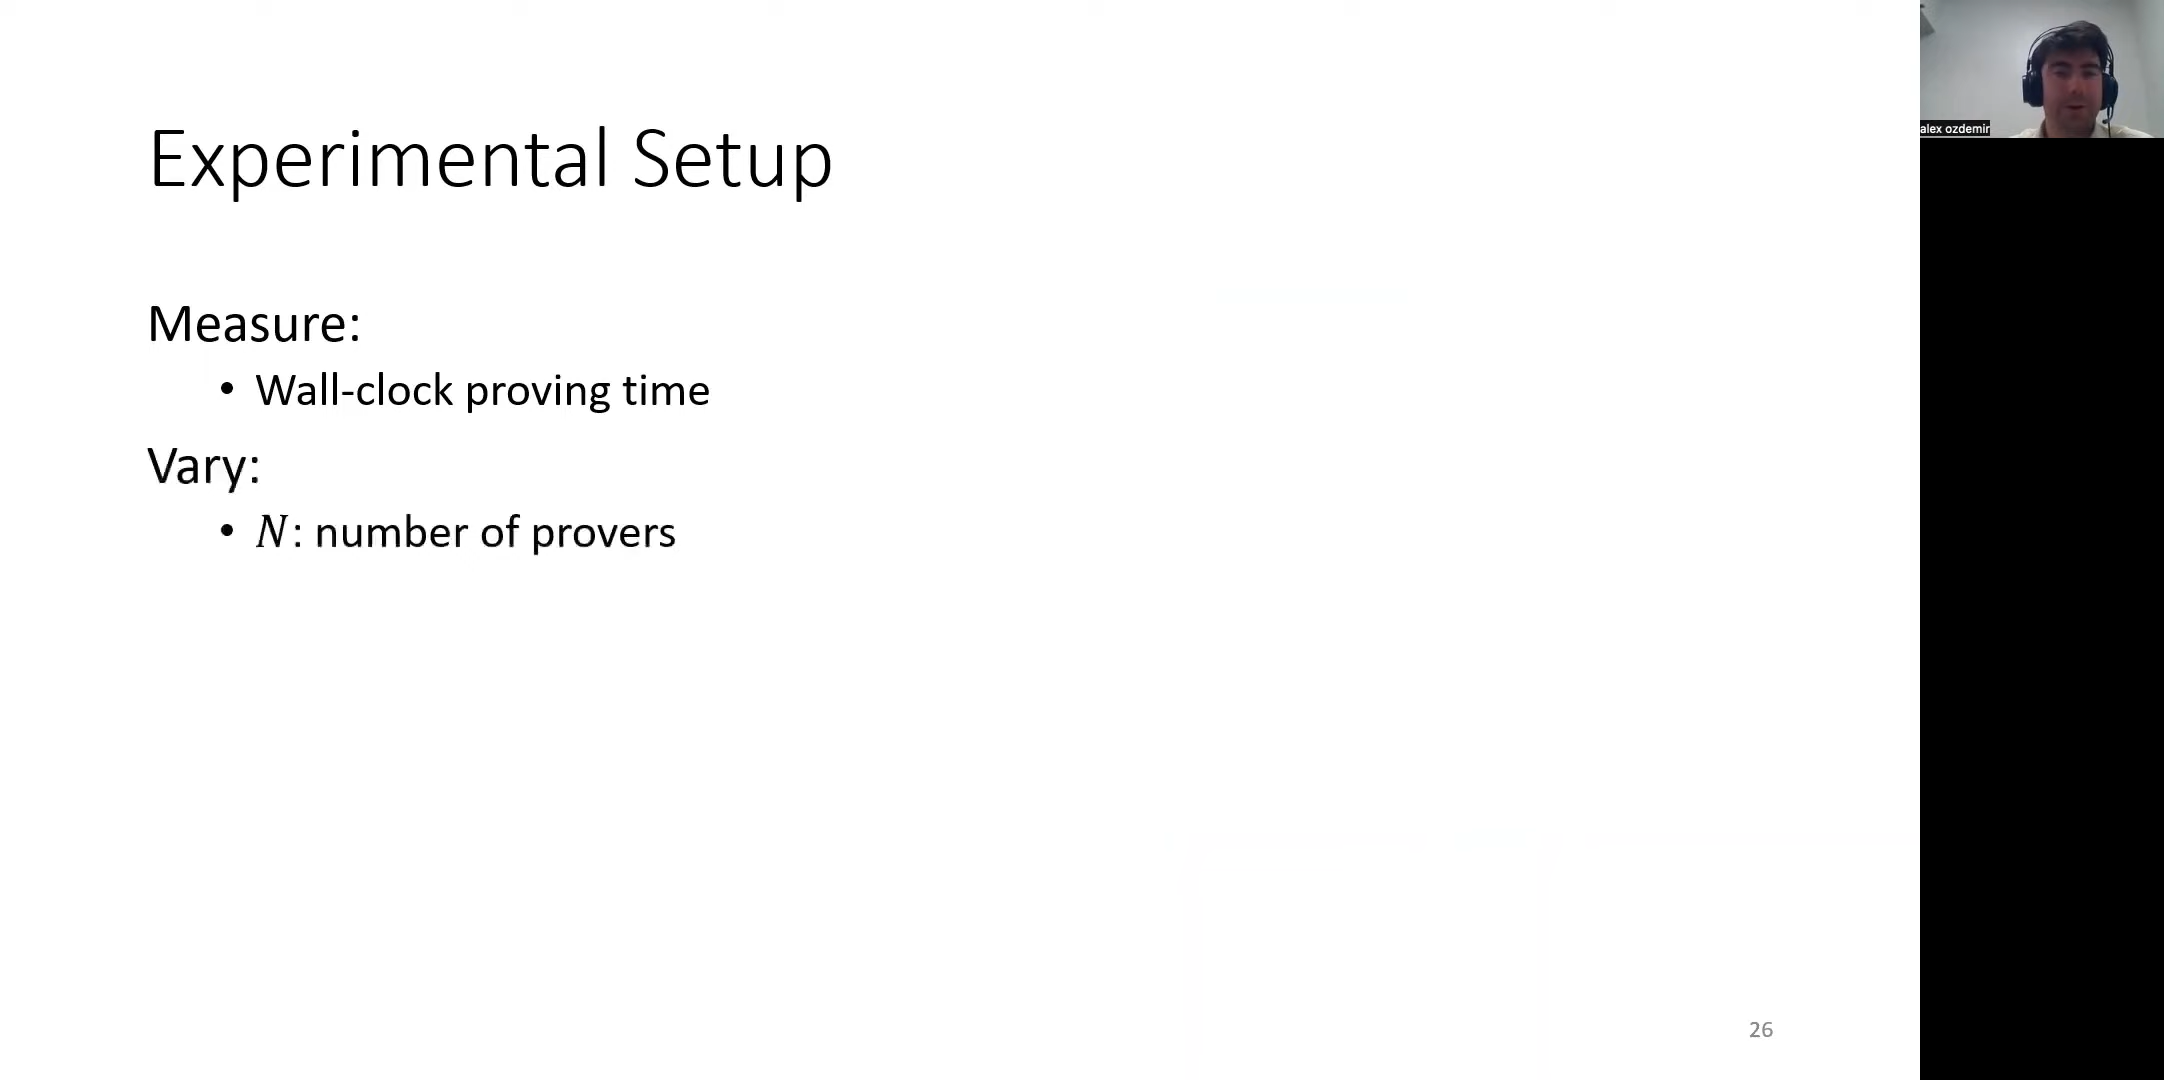 Experimental Setup
Measure:
• Wall-clock proving time
Vary:
• N: number of provers
26
alex ozdemir